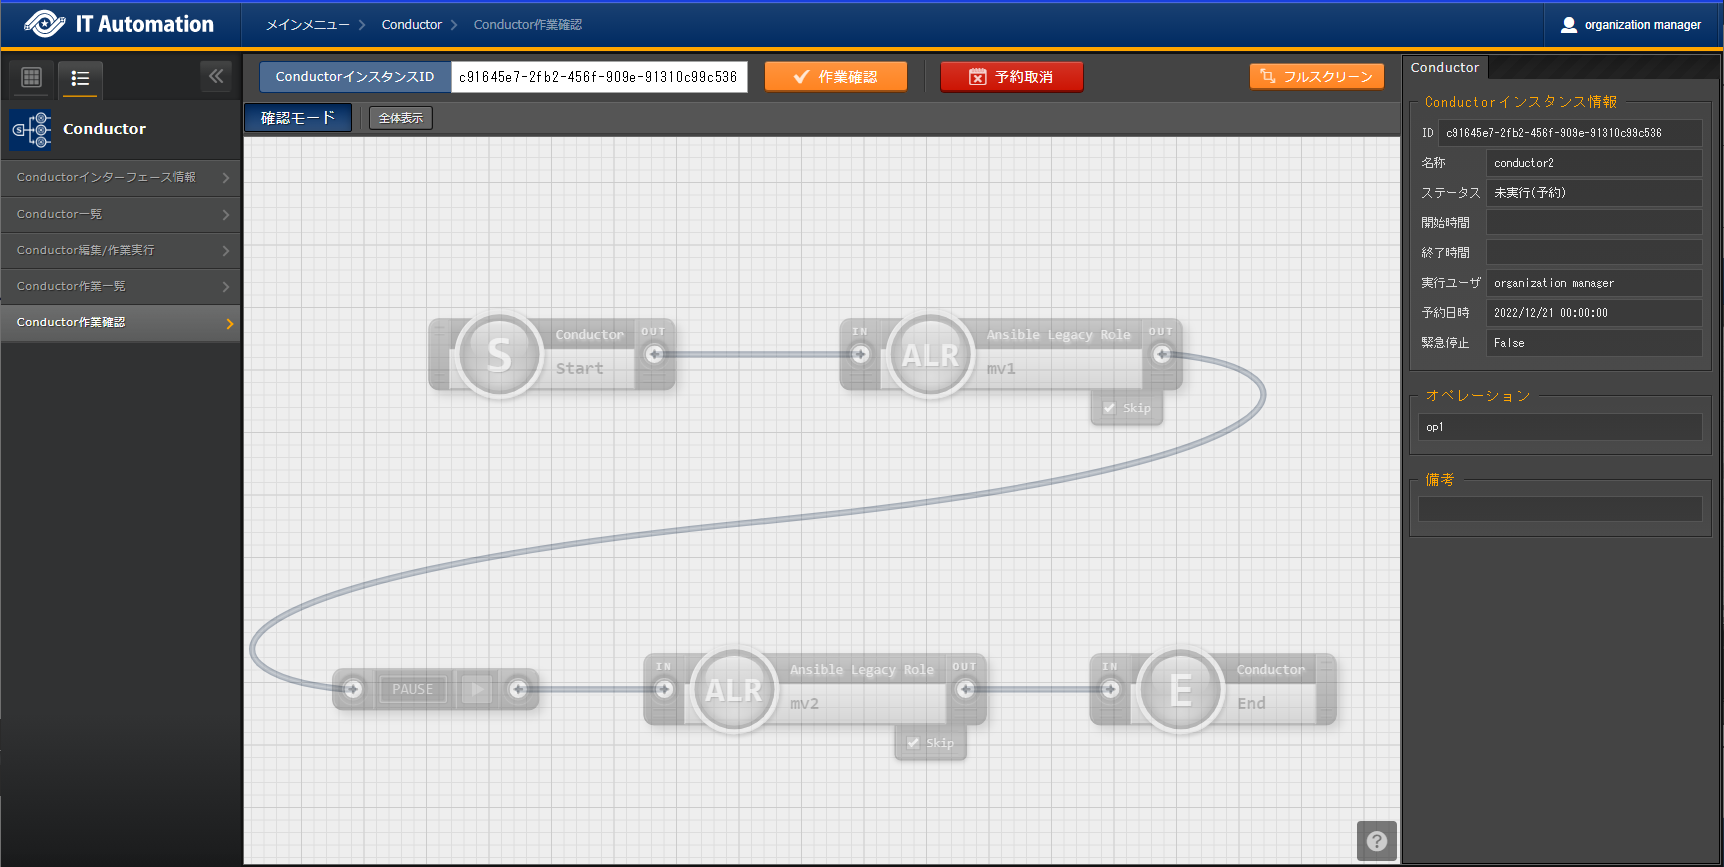 IT Automation
メインメニュー
Conductor
Conductor作業確認
organization manager
Conductor
Conductorインターフェース情報
Conductor一覧
Conductor編集/作業実行
Conductor作業一覧
Conductor作業確認
ConductorインスタンスID
c91645e7-2fb2-456f-909e-91310c99c536
作業確認
予約取消
フルスクリーン
確認モード
全体表示
S
Conductor
OUT
Start
IN
ALR
Ansible Legacy Role
OUT
mv1
Skip
PAUSE
IN
ALR
Ansible Legacy Role
OUT
mv2
Skip
IN
E
Conductor
End
?
Conductor
Conductorインスタンス情報
ID c91645e7-2fb2-456f-909e-91310c99c536
名称 conductor2
ステータス 未実行(予約)
開始時間
終了時間
実行ユーザ organization manager
予約日時 2022/12/21 00:00:00
緊急停止 False
オペレーション
op1
備考